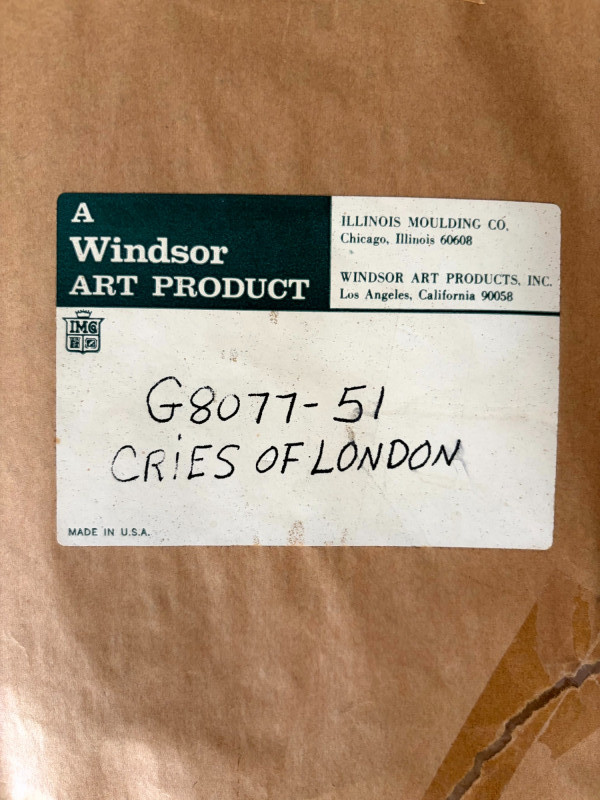 A
Windsor
ART PRODUCT
ILLINOIS MOULDING CO.
Chicago, Illinois 60608
WINDSOR ART PRODUCTS, INC.
Los Angeles, California 90058
IMC
G8077-51
CRiES OF LONDON
MADE IN U.S.A.